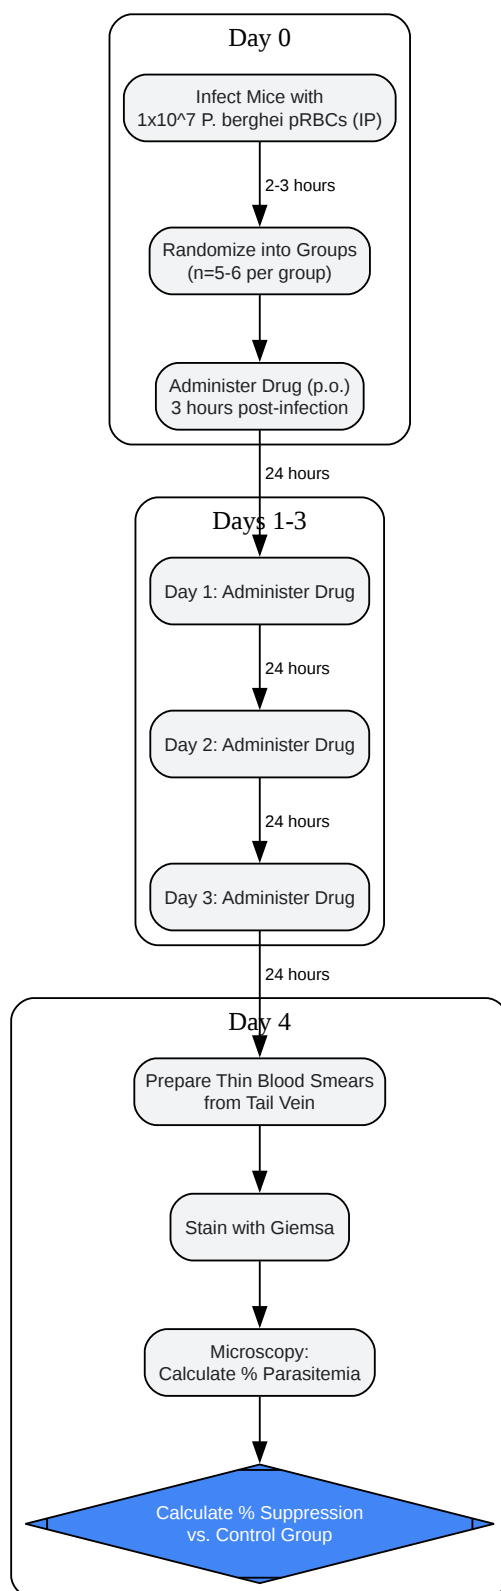 Day 0
Infect Mice with
1x10^7 P. berghei pRBCs (IP)
2-3 hours
Randomize into Groups
(n=5-6 per group)
Administer Drug (p.o.)
3 hours post-infection
24 hours
Days 1-3
Day 1: Administer Drug
24 hours
Day 2: Administer Drug
24 hours
Day 3: Administer Drug
24 hours
Day 4
Prepare Thin Blood Smears
from Tail Vein
Stain with Giemsa
Microscopy:
Calculate % Parasitemia
Calculate % Suppression
vs. Control Group